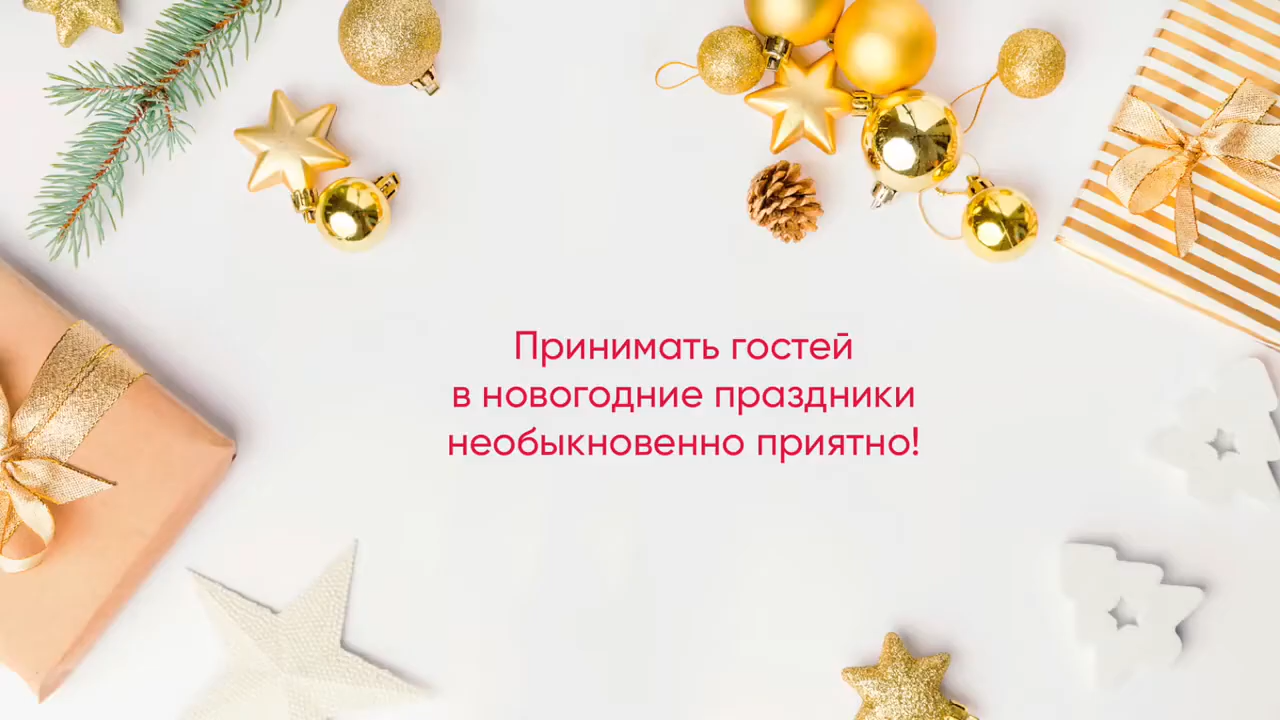 Принимать гостей
в новогодние праздники
необыкновенно приятно!